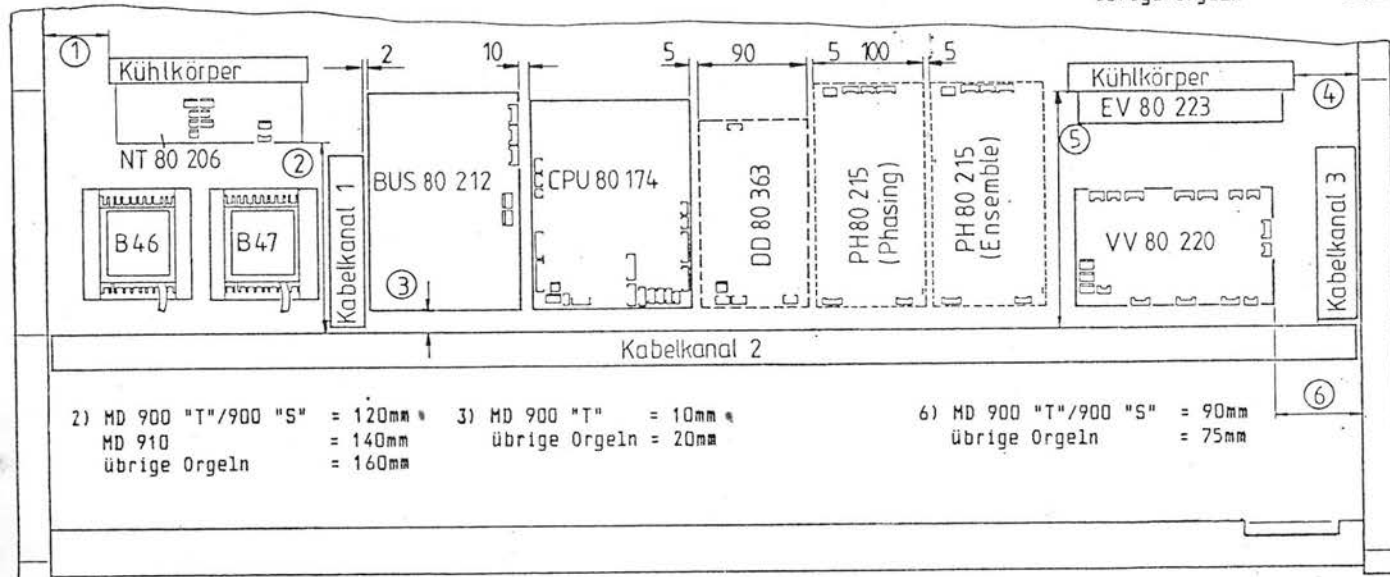 ①
2
10
5
90
5
100
5
Kühlkörper
Kühlkörper
④
EV 80 223
⑤
NT 80 206
②
Kabelkanal 1
BUS 80 212
CPU 80 174
DD 80 363
PH 80 215
(Phasing)
PH 80 215
(Ensemble)
B46
B47
VV 80 220
Kabelkanal 3
③
Kabelkanal 2
⑥
2) MD 900 "T"/900 "S" = 120mm
MD 910 = 140mm
übrige Orgeln = 160mm
3) MD 900 "T" = 10mm
übrige Orgeln = 20mm
6) MD 900 "T"/900 "S" = 90mm
übrige Orgeln = 75mm